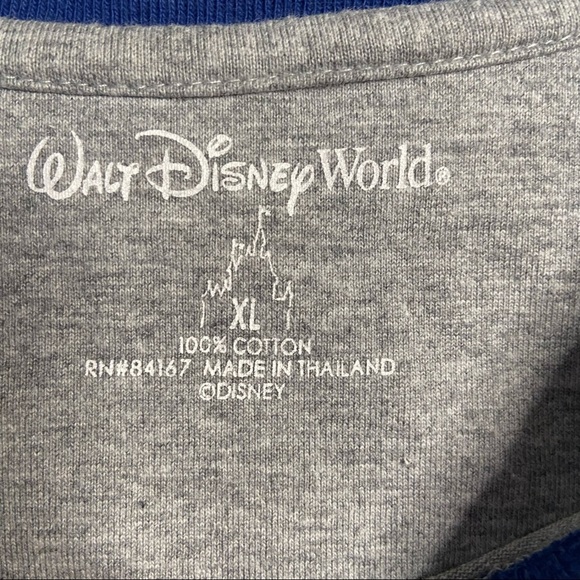 WALT DISNEY World®
XL
100% COTTON
RN#84167 MADE IN THAILAND
©DISNEY